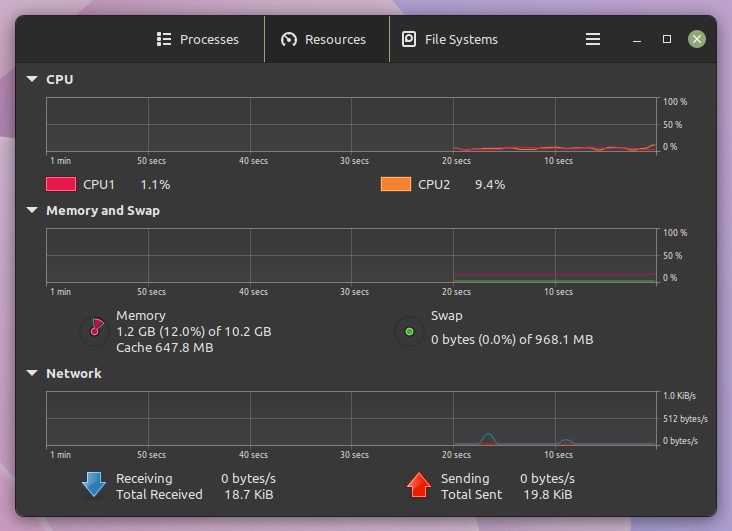 Processes Resources File Systems
CPU
100 %
50 %
0 %
1 min 50 secs 40 secs 30 secs 20 secs 10 secs
CPU1 1.1% CPU2 9.4%
Memory and Swap
100 %
50 %
0 %
1 min 50 secs 40 secs 30 secs 20 secs 10 secs
Memory
1.2 GB (12.0%) of 10.2 GB
Cache 647.8 MB
Swap
0 bytes (0.0%) of 968.1 MB
Network
1.0 KiB/s
512 bytes/s
0 bytes/s
1 min 50 secs 40 secs 30 secs 20 secs 10 secs
Receiving 0 bytes/s
Total Received 18.7 KiB
Sending 0 bytes/s
Total Sent 19.8 KiB